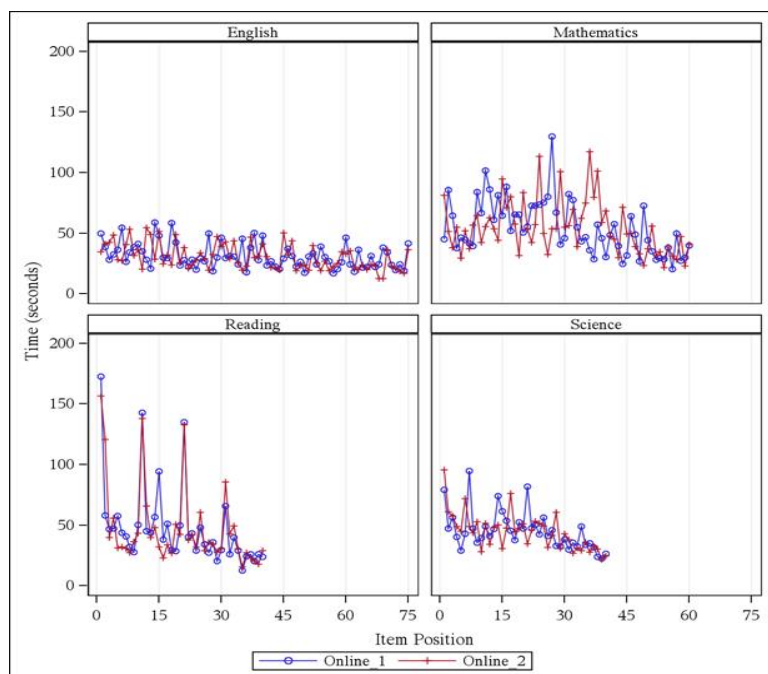 English
Mathematics
200
150
100
50
0
Reading
Science
200
150
100
50
0
Time (seconds)
0 15 30 45 60 75
0 15 30 45 60 75
Item Position
Online_1 Online_2